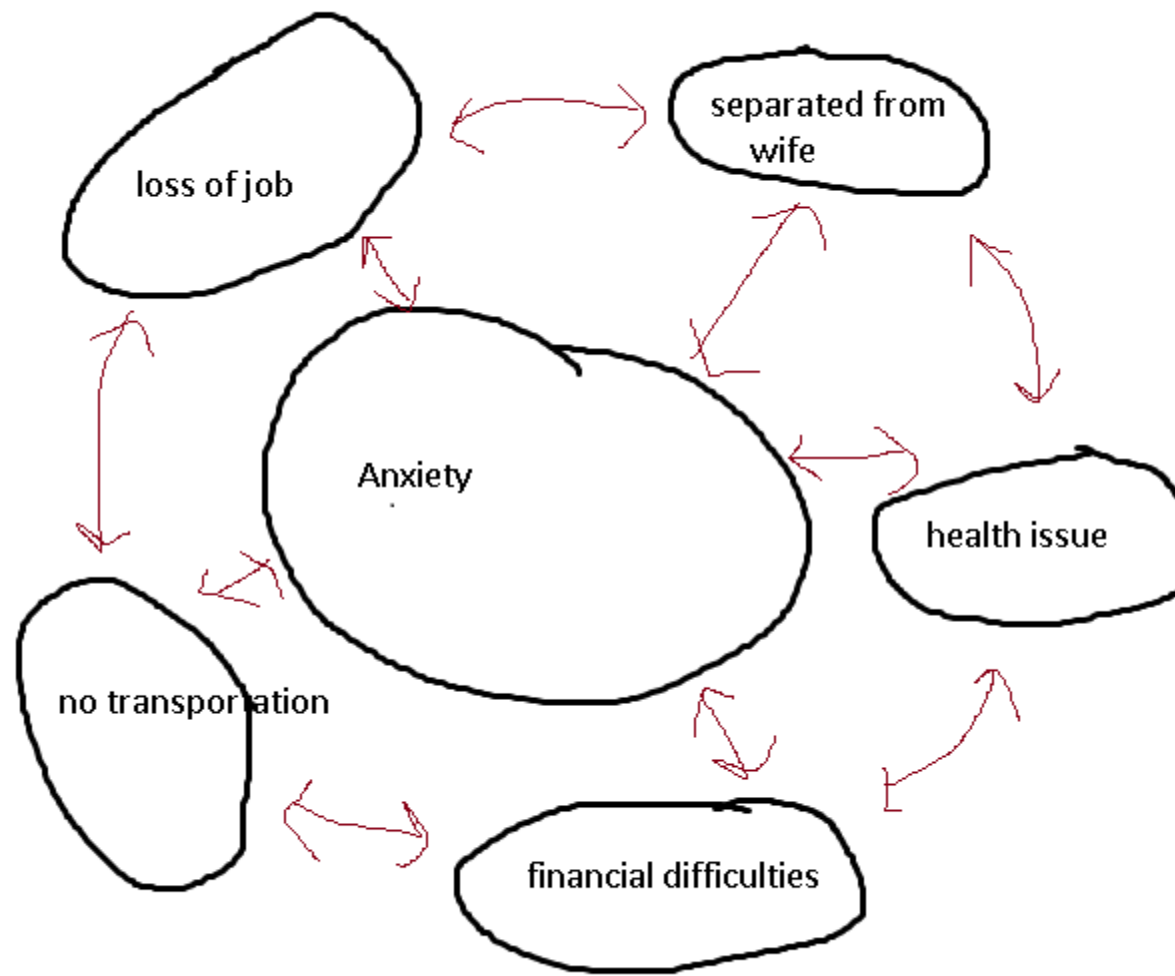 separated from
wife
loss of job
Anxiety
health issue
no transportation
financial difficulties